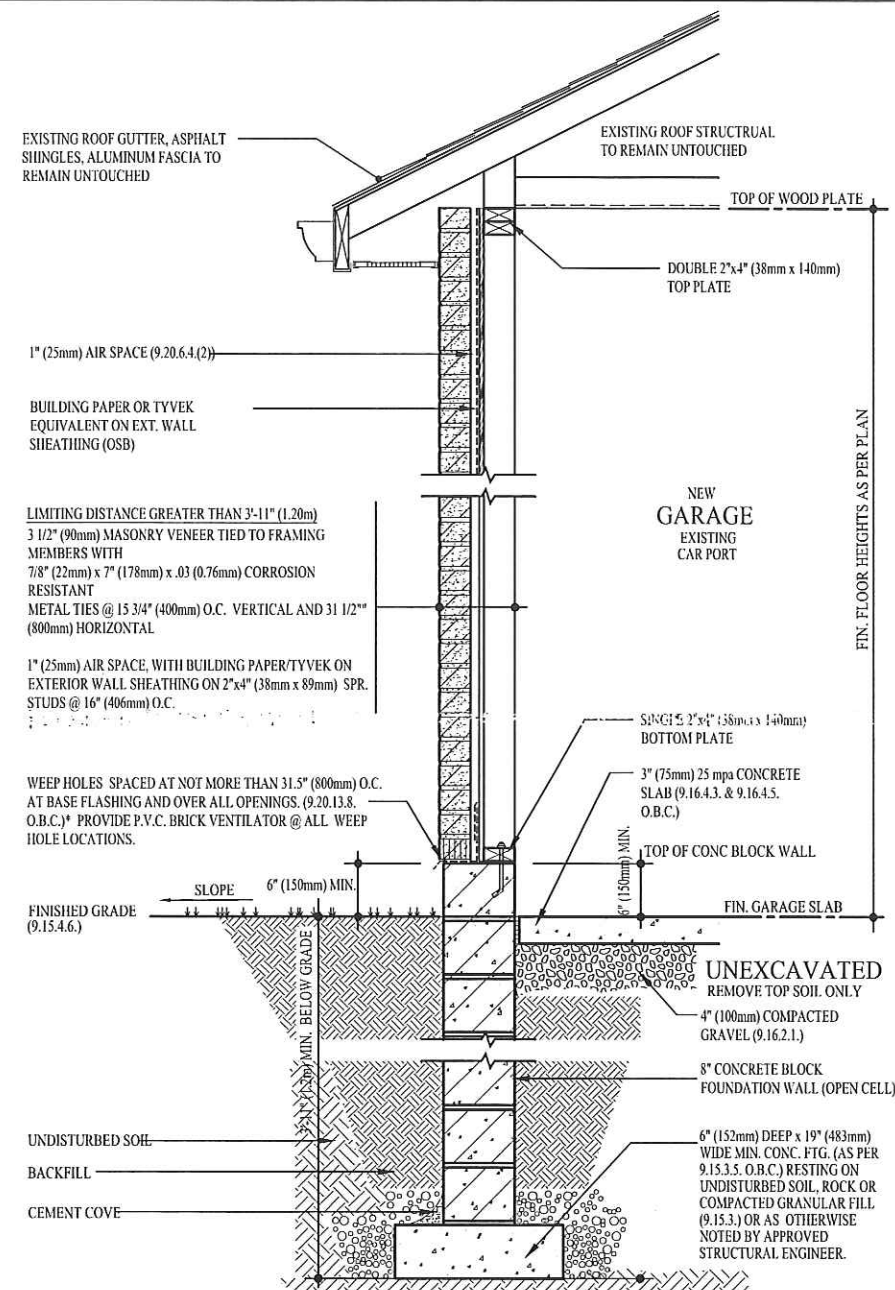 EXISTING ROOF GUTTER, ASPHALT
SHINGLES, ALUMINUM FASCIA TO
REMAIN UNTOUCHED
EXISTING ROOF STRUCTRUAL
TO REMAIN UNTOUCHED
TOP OF WOOD PLATE
DOUBLE 2"x4" (38mm x 140mm)
TOP PLATE
1" (25mm) AIR SPACE (9.20.6.4.(2))
BUILDING PAPER OR TYVEK
EQUIVALENT ON EXT. WALL
SHEATHING (OSB)
LIMITING DISTANCE GREATER THAN 3'-11" (1.20m)
3 1/2" (90mm) MASONRY VENEER TIED TO FRAMING
MEMBERS WITH
7/8" (22mm) x 7" (178mm) x .03 (0.76mm) CORROSION
RESISTANT
METAL TIES @ 15 3/4" (400mm) O.C. VERTICAL AND 31 1/2""
(800mm) HORIZONTAL
1" (25mm) AIR SPACE, WITH BUILDING PAPER/TYVEK ON
EXTERIOR WALL SHEATHING ON 2"x4" (38mm x 89mm) SPR.
STUDS @ 16" (406mm) O.C.
NEW
GARAGE
EXISTING
CAR PORT
FIN. FLOOR HEIGHTS AS PER PLAN
SINGLE 2"x4" (38mm x 140mm)
BOTTOM PLATE
3" (75mm) 25 mpa CONCRETE
SLAB (9.16.4.3. & 9.16.4.5.
O.B.C.)
WEEP HOLES SPACED AT NOT MORE THAN 31.5" (800mm) O.C.
AT BASE FLASHING AND OVER ALL OPENINGS. (9.20.13.8.
O.B.C.)* PROVIDE P.V.C. BRICK VENTILATOR @ ALL WEEP
HOLE LOCATIONS.
TOP OF CONC BLOCK WALL
6" (150mm) MIN.
SLOPE
6" (150mm) MIN.
FINISHED GRADE
(9.15.4.6.)
FIN. GARAGE SLAB
UNEXCAVATED
REMOVE TOP SOIL ONLY
4" (100mm) COMPACTED
GRAVEL (9.16.2.1.)
3'-11" (1.2m) MIN. BELOW GRADE
8" CONCRETE BLOCK
FOUNDATION WALL (OPEN CELL)
UNDISTURBED SOIL
BACKFILL
CEMENT COVE
6" (152mm) DEEP x 19" (483mm)
WIDE MIN. CONC. FTG. (AS PER
9.15.3.5. O.B.C.) RESTING ON
UNDISTURBED SOIL, ROCK OR
COMPACTED GRANULAR FILL
(9.15.3.) OR AS OTHERWISE
NOTED BY APPROVED
STRUCTURAL ENGINEER.